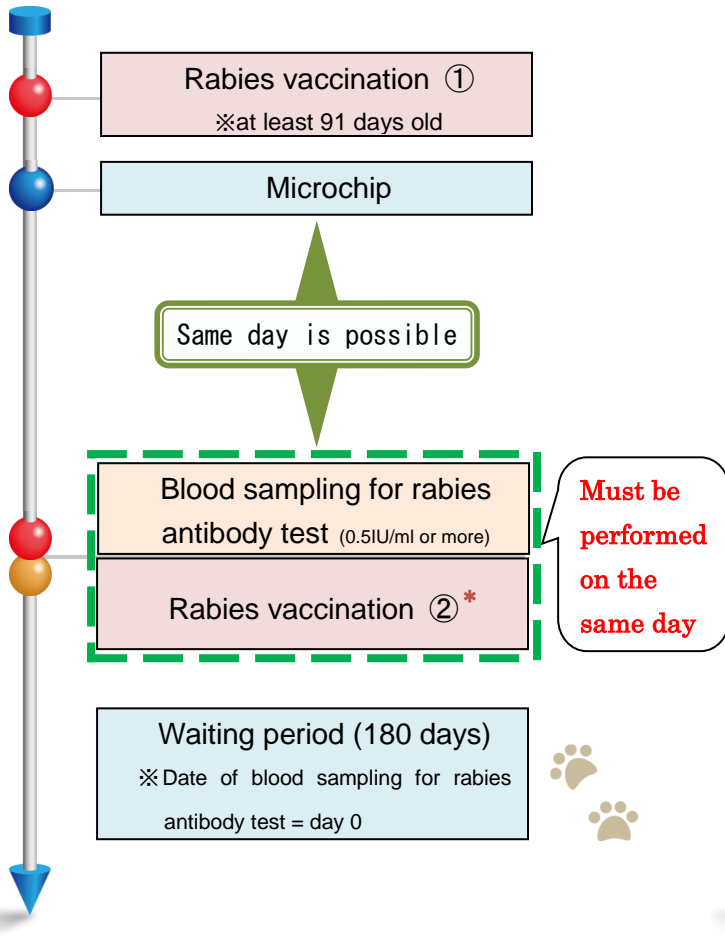 Rabies vaccination ①
※at least 91 days old
Microchip
Same day is possible
Blood sampling for rabies
antibody test (0.5IU/ml or more)
Rabies vaccination ②*
Must be
performed
on the
same day
Waiting period (180 days)
※Date of blood sampling for rabies
antibody test = day 0